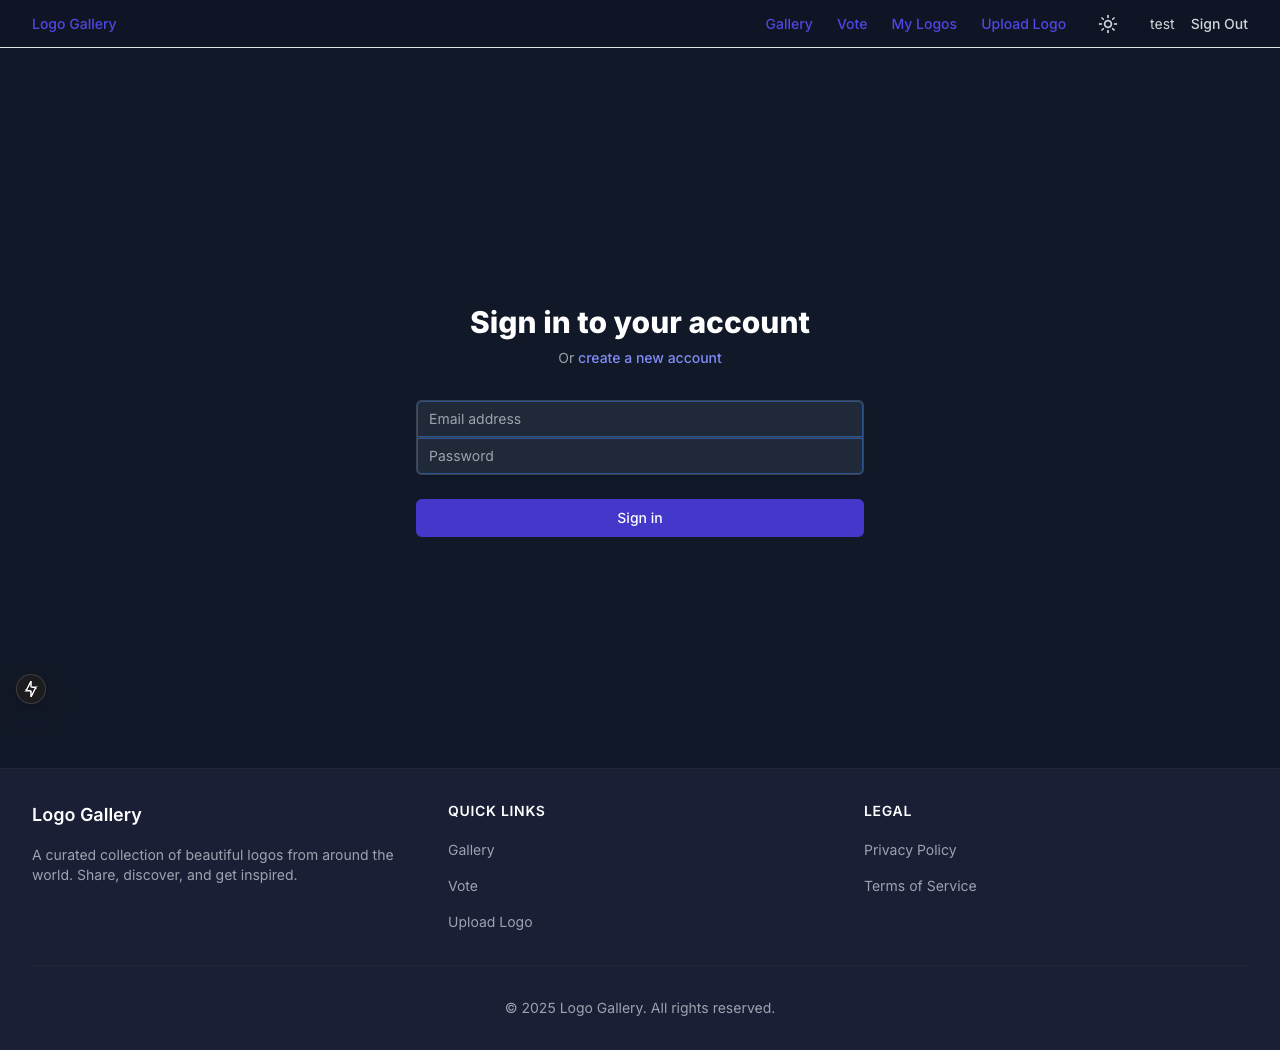 Logo Gallery
Gallery
Vote
My Logos
Upload Logo
test
Sign Out
Sign in to your account
Or create a new account
Email address
Password
Sign in
Logo Gallery
A curated collection of beautiful logos from around the
world. Share, discover, and get inspired.
QUICK LINKS
Gallery
Vote
Upload Logo
LEGAL
Privacy Policy
Terms of Service
© 2025 Logo Gallery. All rights reserved.